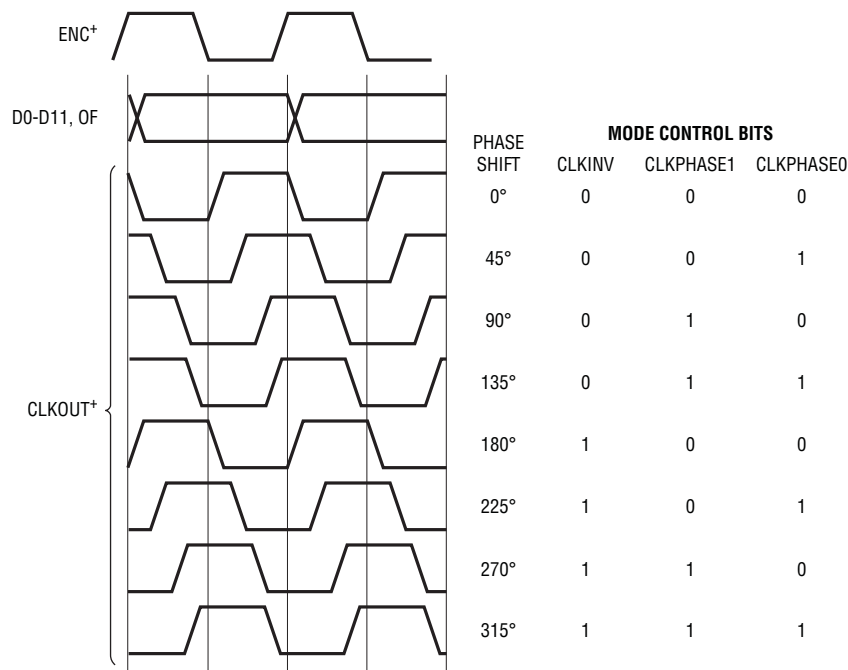 ENC+
D0-D11, OF
CLKOUT+
MODE CONTROL BITS
PHASE SHIFT CLKINV CLKPHASE1 CLKPHASE0
0° 0 0 0
45° 0 0 1
90° 0 1 0
135° 0 1 1
180° 1 0 0
225° 1 0 1
270° 1 1 0
315° 1 1 1